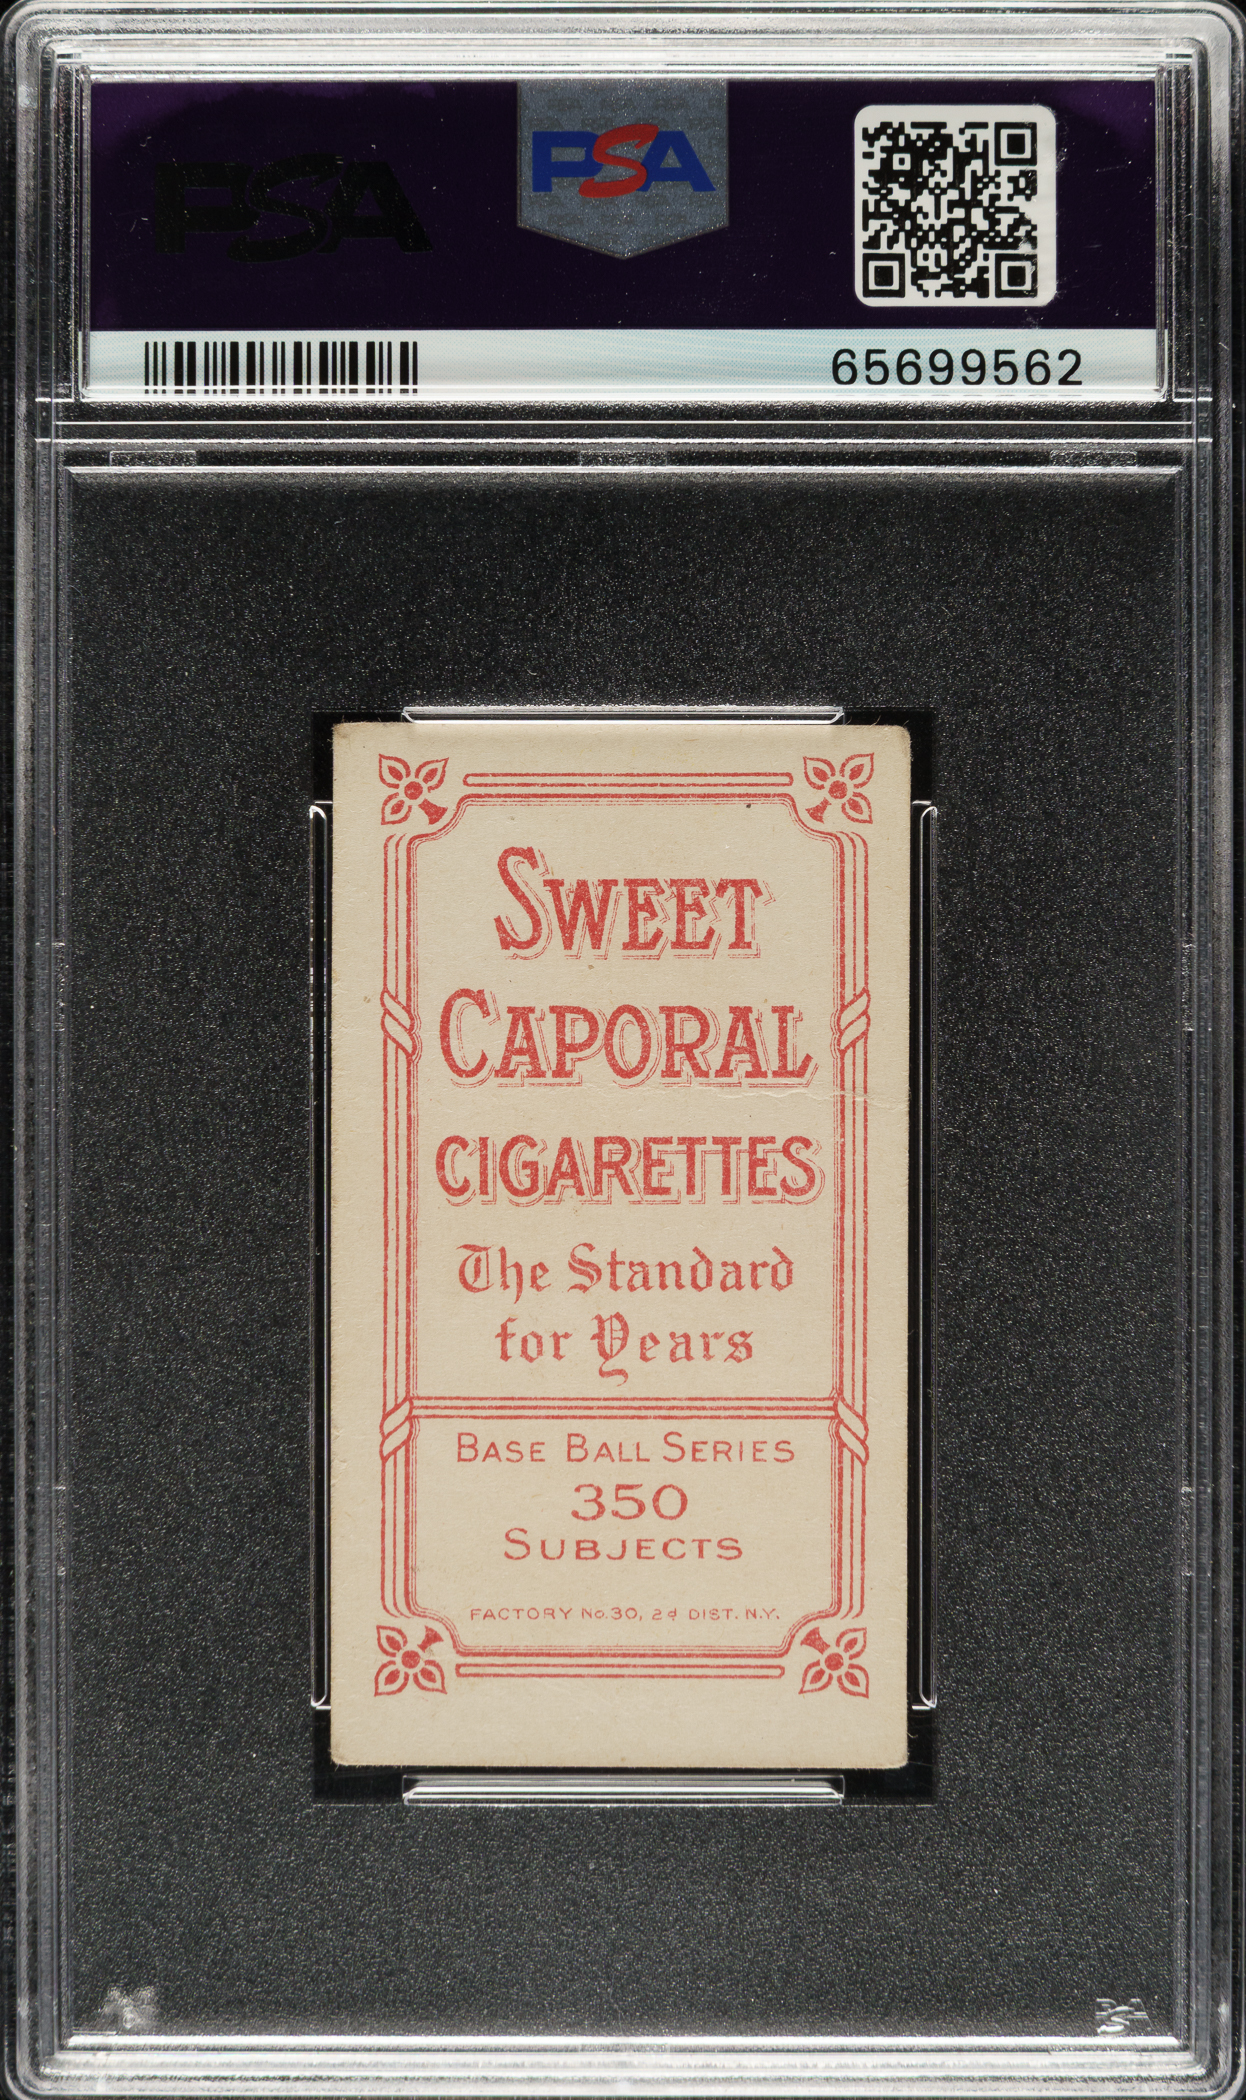 PSA
PSA
65699562
SWEET
CAPORAL
CIGARETTES
The Standard
for Years
BASE BALL SERIES
350
SUBJECTS
FACTORY No. 30, 2d DIST. N.Y.
PSA